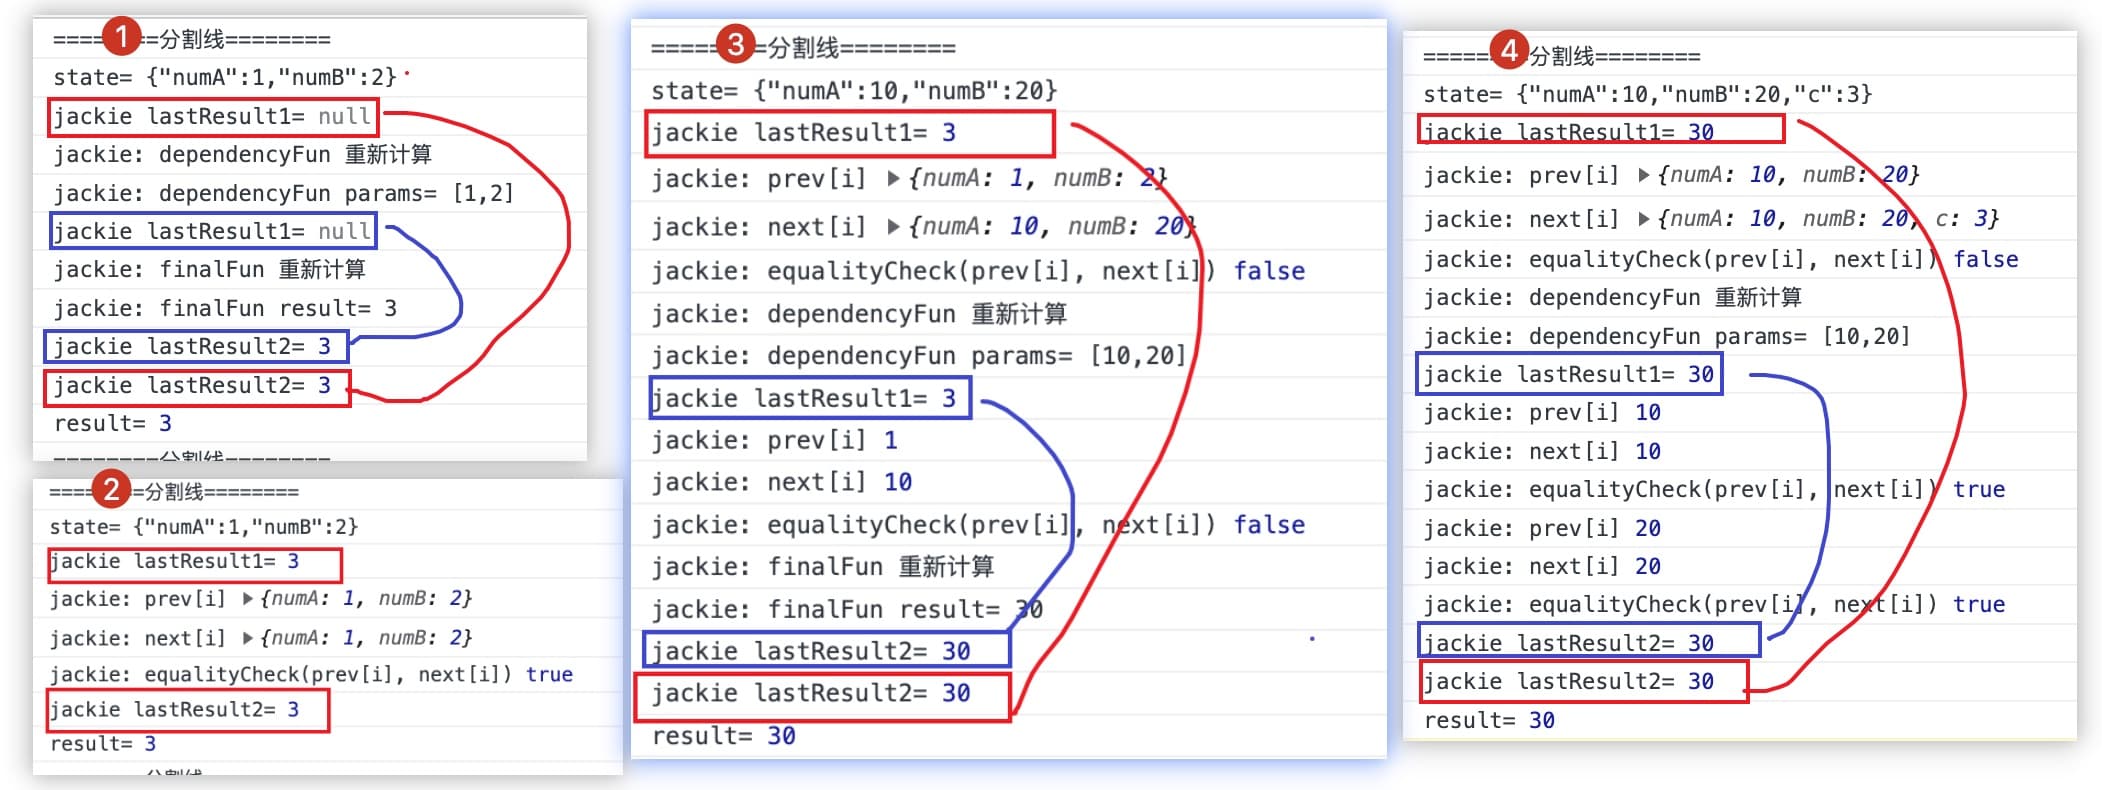 ====1=分割线========
state= {"numA":1,"numB":2}
jackie lastResult1= null
jackie: dependencyFun 重新计算
jackie: dependencyFun params= [1,2]
jackie lastResult1= null
jackie: finalFun 重新计算
jackie: finalFun result= 3
jackie lastResult2= 3
jackie lastResult2= 3
result= 3
========分割线========
====2=分割线========
state= {"numA":1,"numB":2}
jackie lastResult1= 3
jackie: prev[i] ▶{numA: 1, numB: 2}
jackie: next[i] ▶{numA: 1, numB: 2}
jackie: equalityCheck(prev[i], next[i]) true
jackie lastResult2= 3
result= 3
分割线
=====3=分割线========
state= {"numA":10,"numB":20}
jackie lastResult1= 3
jackie: prev[i] ▶{numA: 1, numB: 2}
jackie: next[i] ▶{numA: 10, numB: 20}
jackie: equalityCheck(prev[i], next[i]) false
jackie: dependencyFun 重新计算
jackie: dependencyFun params= [10,20]
jackie lastResult1= 3
jackie: prev[i] 1
jackie: next[i] 10
jackie: equalityCheck(prev[i], next[i]) false
jackie: finalFun 重新计算
jackie: finalFun result= 30
jackie lastResult2= 30
jackie lastResult2= 30
result= 30
=====4分割线========
state= {"numA":10,"numB":20,"c":3}
jackie lastResult1= 30
jackie: prev[i] ▶{numA: 10, numB: 20}
jackie: next[i] ▶{numA: 10, numB: 20, c: 3}
jackie: equalityCheck(prev[i], next[i]) false
jackie: dependencyFun 重新计算
jackie: dependencyFun params= [10,20]
jackie lastResult1= 30
jackie: prev[i] 10
jackie: next[i] 10
jackie: equalityCheck(prev[i], next[i]) true
jackie: prev[i] 20
jackie: next[i] 20
jackie: equalityCheck(prev[i], next[i]) true
jackie lastResult2= 30
jackie lastResult2= 30
result= 30